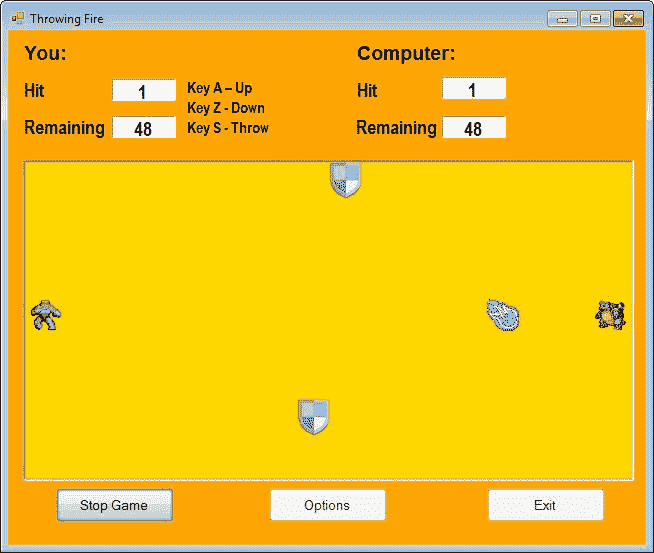 Throwing Fire
You:
Computer:
Hit
1
Key A – Up
Key Z - Down
Key S - Throw
Remaining
48
Hit
1
Remaining
48
Stop Game
Options
Exit